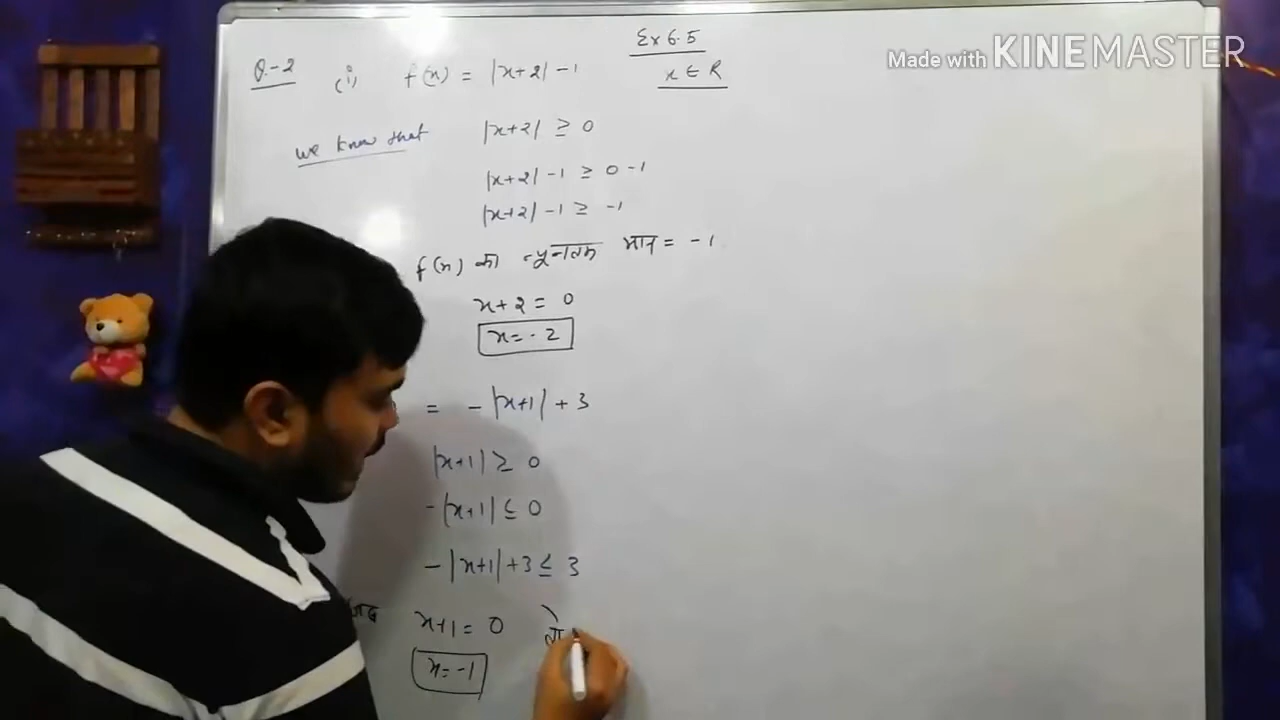 Ex 6.5
Made with KINEMASTER
Q.-2 (i) f(x) = |x+2| -1
x ∈ R
we know that |x+2| ≥ 0
|x+2| -1 ≥ 0 -1
|x+2| -1 ≥ -1
f(x) का न्यूनतम मान = -1
x+2 = 0
x = -2
= -|x+1| +3
|x+1| ≥ 0
-|x+1| ≤ 0
-|x+1| +3 ≤ 3
x+1 = 0
x = -1